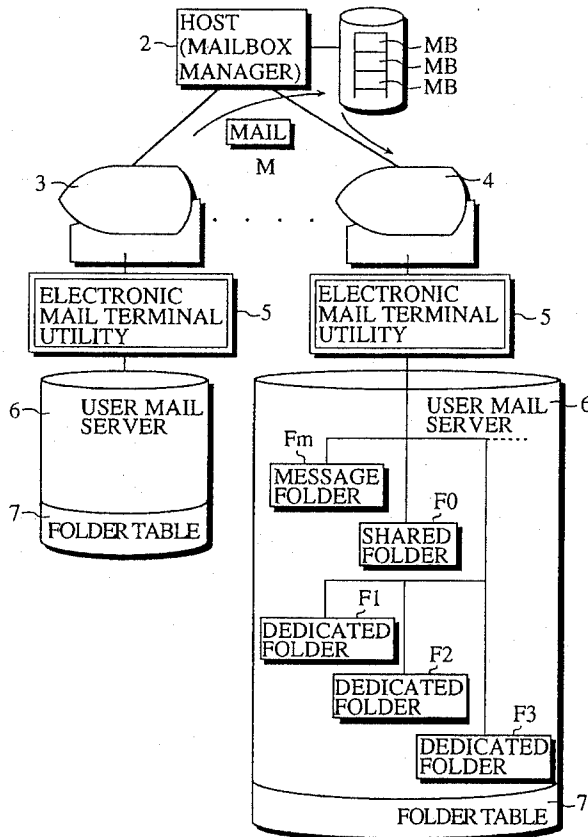 HOST
2
(MAILBOX
MANAGER)
MB
MB
MB
MAIL
M
3
4
ELECTRONIC
MAIL TERMINAL
UTILITY
5
ELECTRONIC
MAIL TERMINAL
UTILITY
5
6
USER MAIL
SERVER
7
FOLDER TABLE
USER MAIL
SERVER
6
Fm
MESSAGE
FOLDER
F0
SHARED
FOLDER
F1
DEDICATED
FOLDER
F2
DEDICATED
FOLDER
F3
DEDICATED
FOLDER
FOLDER TABLE
7